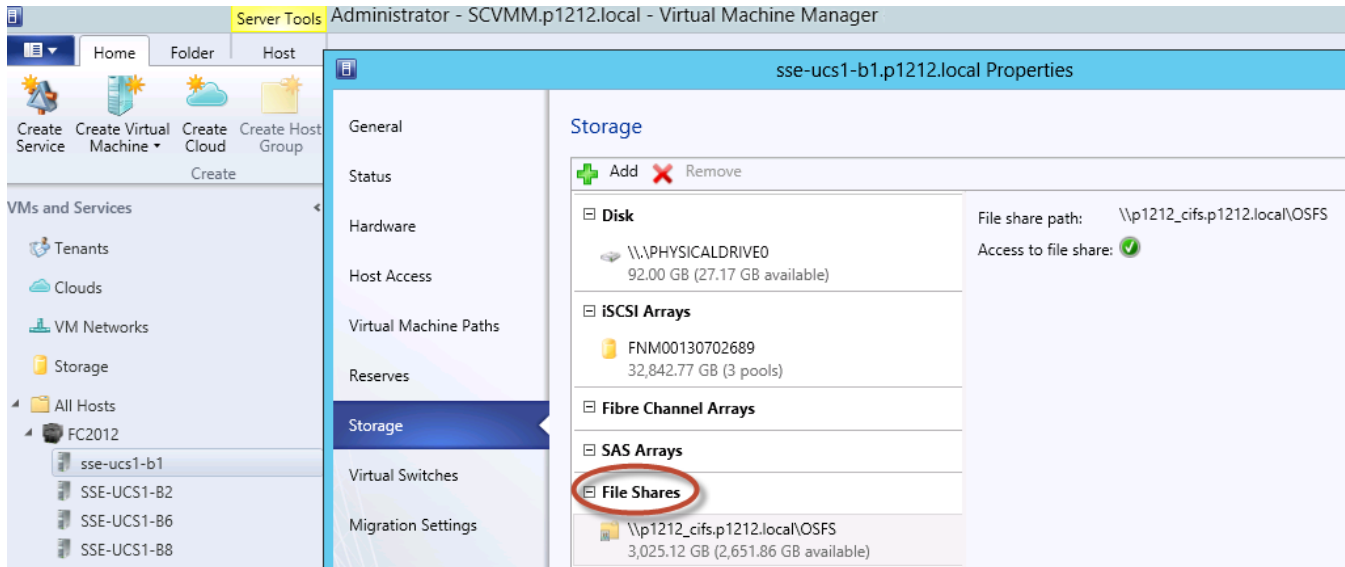 Server Tools
Administrator - SCVMM.p1212.local - Virtual Machine Manager
Home
Folder
Host
Create Service
Create Virtual Machine
Create Cloud
Create Host Group
Create
VMs and Services
Tenants
Clouds
VM Networks
Storage
All Hosts
FC2012
sse-ucs1-b1
SSE-UCS1-B2
SSE-UCS1-B6
SSE-UCS1-B8
sse-ucs1-b1.p1212.local Properties
General
Status
Hardware
Host Access
Virtual Machine Paths
Reserves
Storage
Virtual Switches
Migration Settings
Storage
Add
Remove
Disk
\\.\PHYSICALDRIVE0
92.00 GB (27.17 GB available)
iSCSI Arrays
FNM00130702689
32,842.77 GB (3 pools)
Fibre Channel Arrays
SAS Arrays
File Shares
\\p1212_cifs.p1212.local\OSFS
3,025.12 GB (2,651.86 GB available)
File share path: \\p1212_cifs.p1212.local\OSFS
Access to file share: